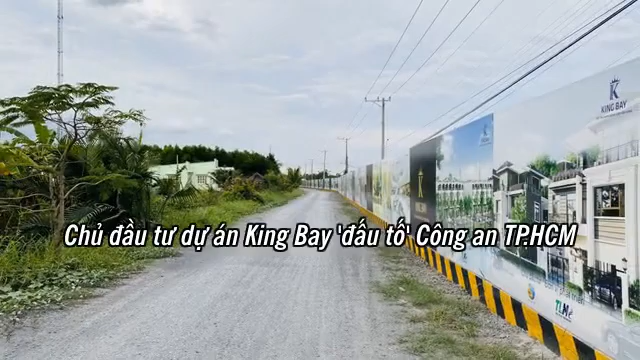 KING BAY
Chủ đầu tư dự án King Bay 'đấu tố' Công an TP.HCM